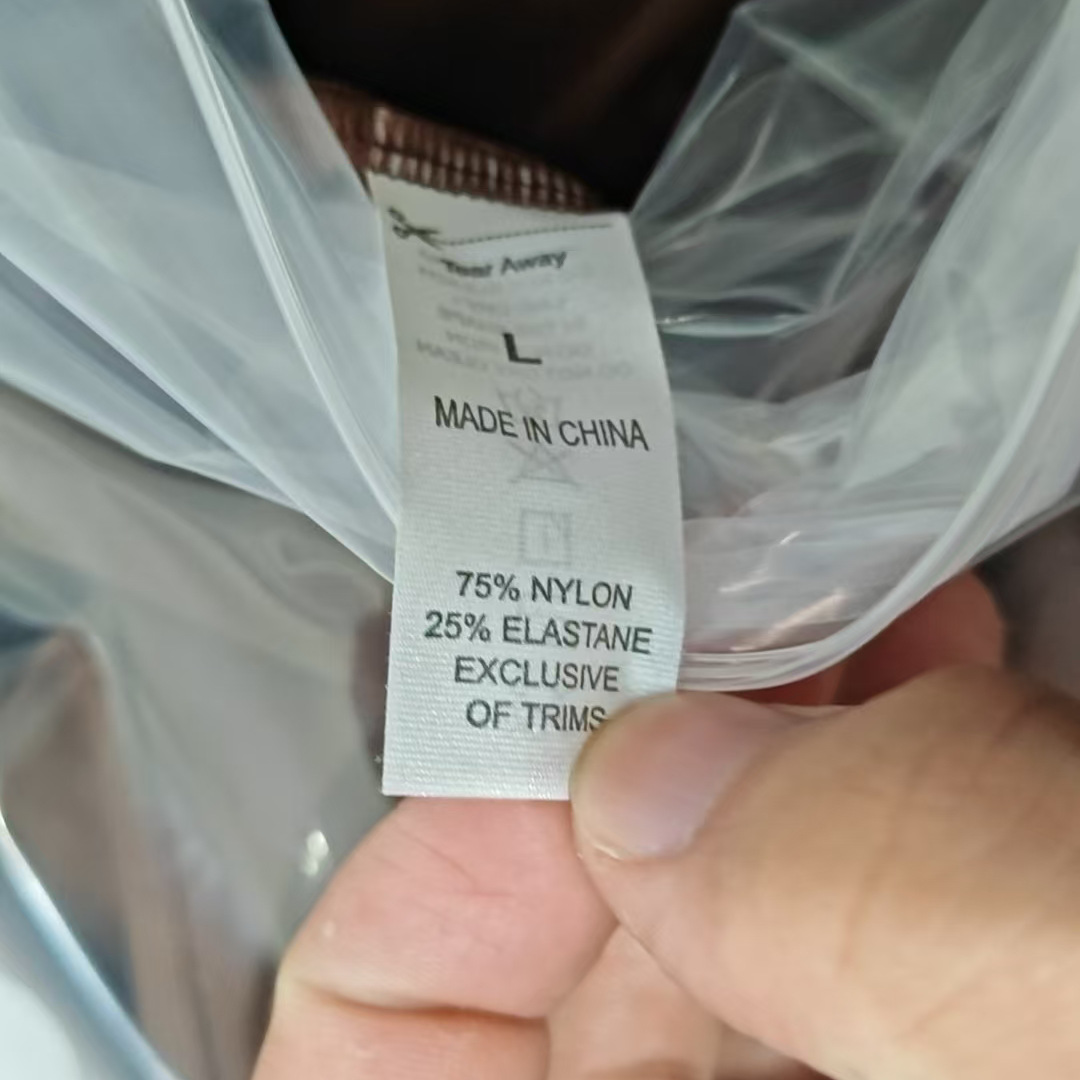 Tear Away
L
MADE IN CHINA
75% NYLON
25% ELASTANE
EXCLUSIVE
OF TRIMS